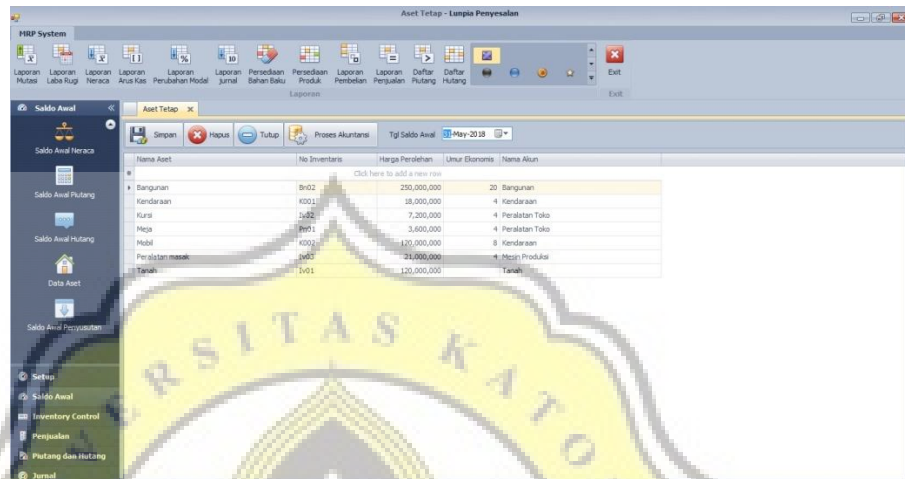 Aset Tetap - Lunpia Penyesalan
MRP System
Laporan Mutasi
Laporan Laba Rugi
Laporan Neraca
Laporan Arus Kas
Laporan Perubahan Modal
Laporan jurnal
Persediaan Bahan Baku
Persediaan Produk
Laporan Pembelian
Laporan Penjualan
Daftar Piutang
Daftar Hutang
Exit
Laporan
Exit
Saldo Awal
Aset Tetap
Simpan
Hapus
Tutup
Proses Akuntansi
Tgl Saldo Awal 31-May-2018
Saldo Awal Neraca
Saldo Awal Piutang
Saldo Awal Hutang
Data Aset
Saldo Awal Penyusutan
Nama Aset No Inventaris Harga Perolehan Umur Ekonomis Nama Akun
Click here to add a new row
Bangunan Bn02 250,000,000 20 Bangunan
Kendaraan K001 18,000,000 4 Kendaraan
Kursi Iv02 7,200,000 4 Peralatan Toko
Meja Pn01 3,600,000 4 Peralatan Toko
Mobil K002 120,000,000 8 Kendaraan
Peralatan masak Iv03 21,000,000 4 Mesin Produksi
Tanah Iv01 120,000,000 Tanah
Setup
Saldo Awal
Inventory Control
Penjualan
Piutang dan Hutang
Jurnal
ERSITAS KATO